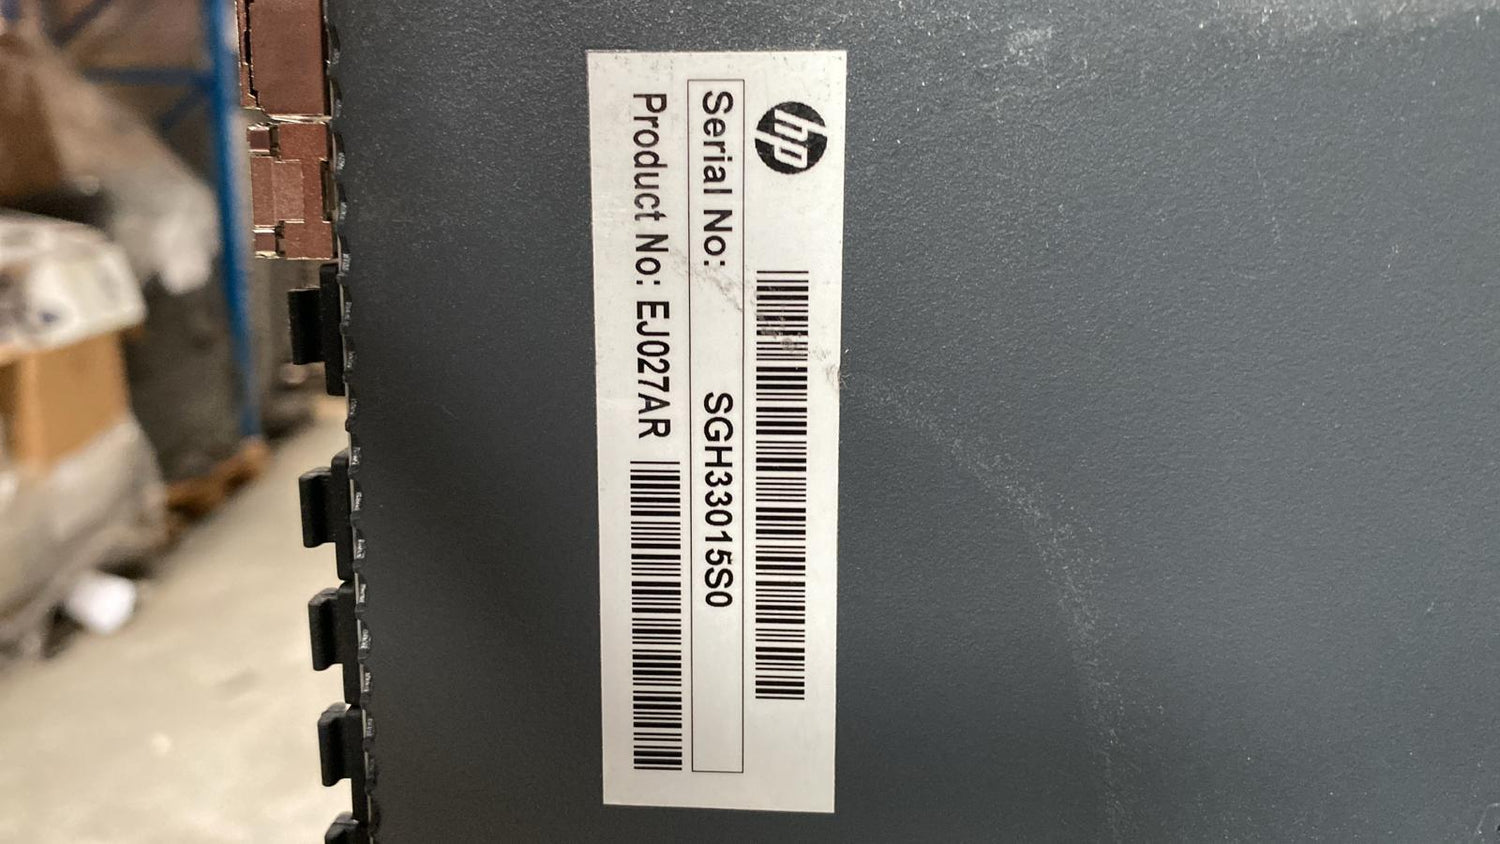 hp
Serial No: SGH33015S0
Product No: EJ027AR